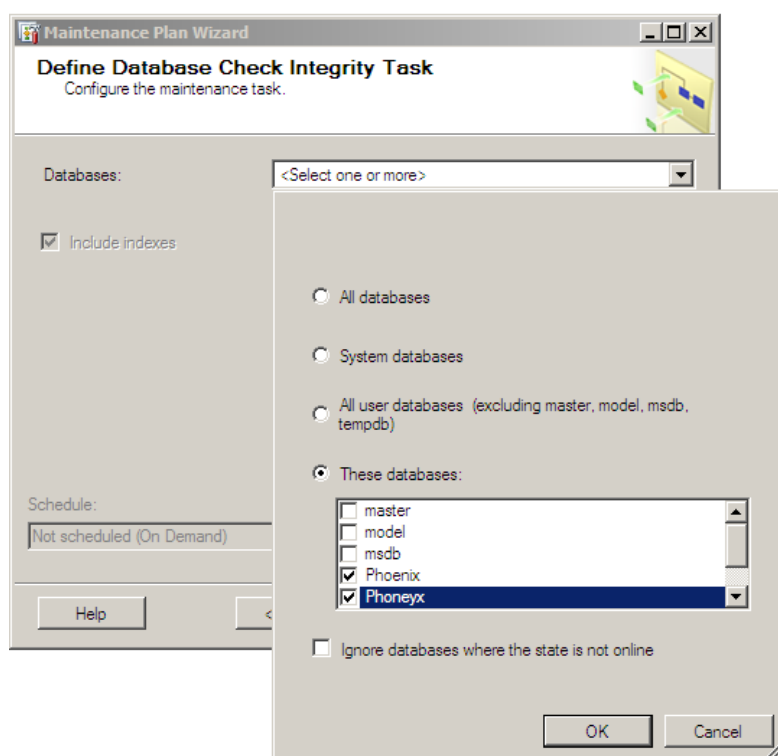 Maintenance Plan Wizard
Define Database Check Integrity Task
Configure the maintenance task.
Databases:
<Select one or more>
Include indexes
All databases
System databases
All user databases (excluding master, model, msdb,
tempdb)
These databases:
master
model
msdb
Phoenix
Phoneyx
Schedule:
Not scheduled (On Demand)
Help
<
Ignore databases where the state is not online
OK
Cancel